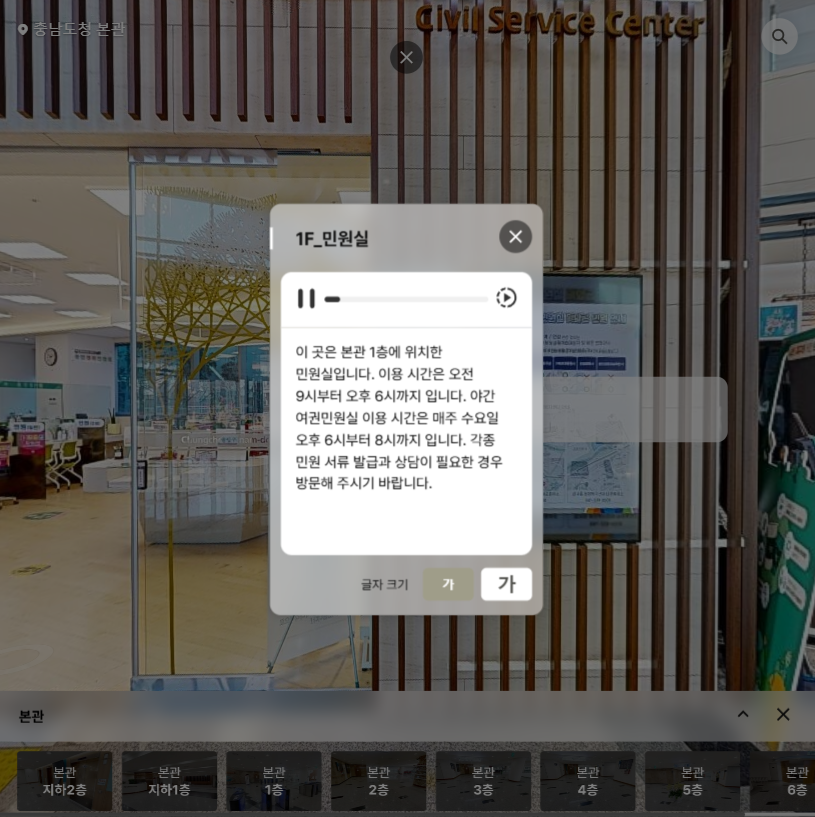 Civil Service Center
충남도청 본관
1F_민원실
이 곳은 본관 1층에 위치한
민원실입니다. 이용 시간은 오전
9시부터 오후 6시까지 입니다. 야간
여권민원실 이용 시간은 매주 수요일
오후 6시부터 8시까지 입니다. 각종
민원 서류 발급과 상담이 필요한 경우
방문해 주시기 바랍니다.
글자 크기 가 가
본관
본관 본관 본관 본관 본관 본관 본관 본관
지하2층 지하1층 1층 2층 3층 4층 5층 6층